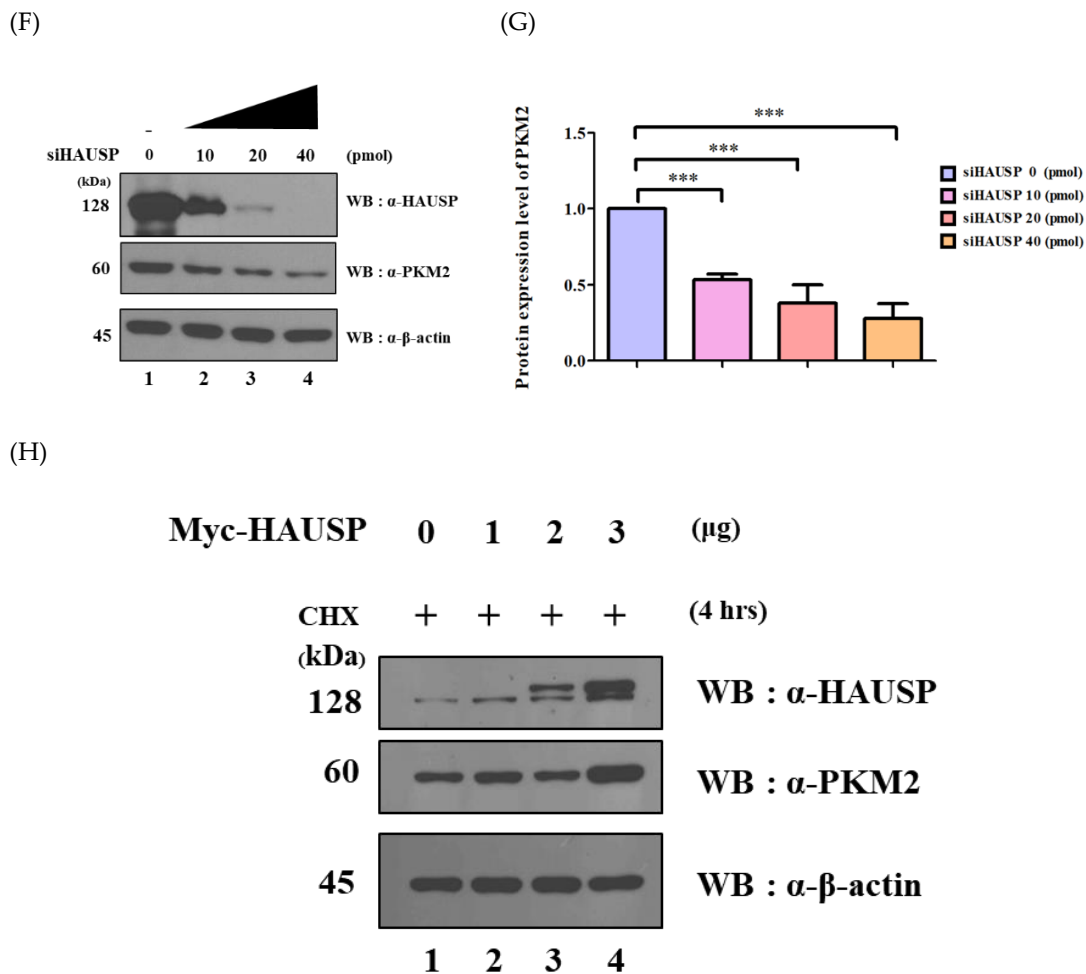 (F)
-
siHAUSP 0 10 20 40 (pmol)
(kDa)
128 WB : α-HAUSP
60 WB : α-PKM2
45 WB : α-β-actin
1 2 3 4
(G)
Protein expression level of PKM2
1.5
1.0
0.5
0.0
***
***
***
siHAUSP 0 (pmol)
siHAUSP 10 (pmol)
siHAUSP 20 (pmol)
siHAUSP 40 (pmol)
(H)
Myc-HAUSP 0 1 2 3 (μg)
CHX + + + + (4 hrs)
(kDa)
128 WB : α-HAUSP
60 WB : α-PKM2
45 WB : α-β-actin
1 2 3 4